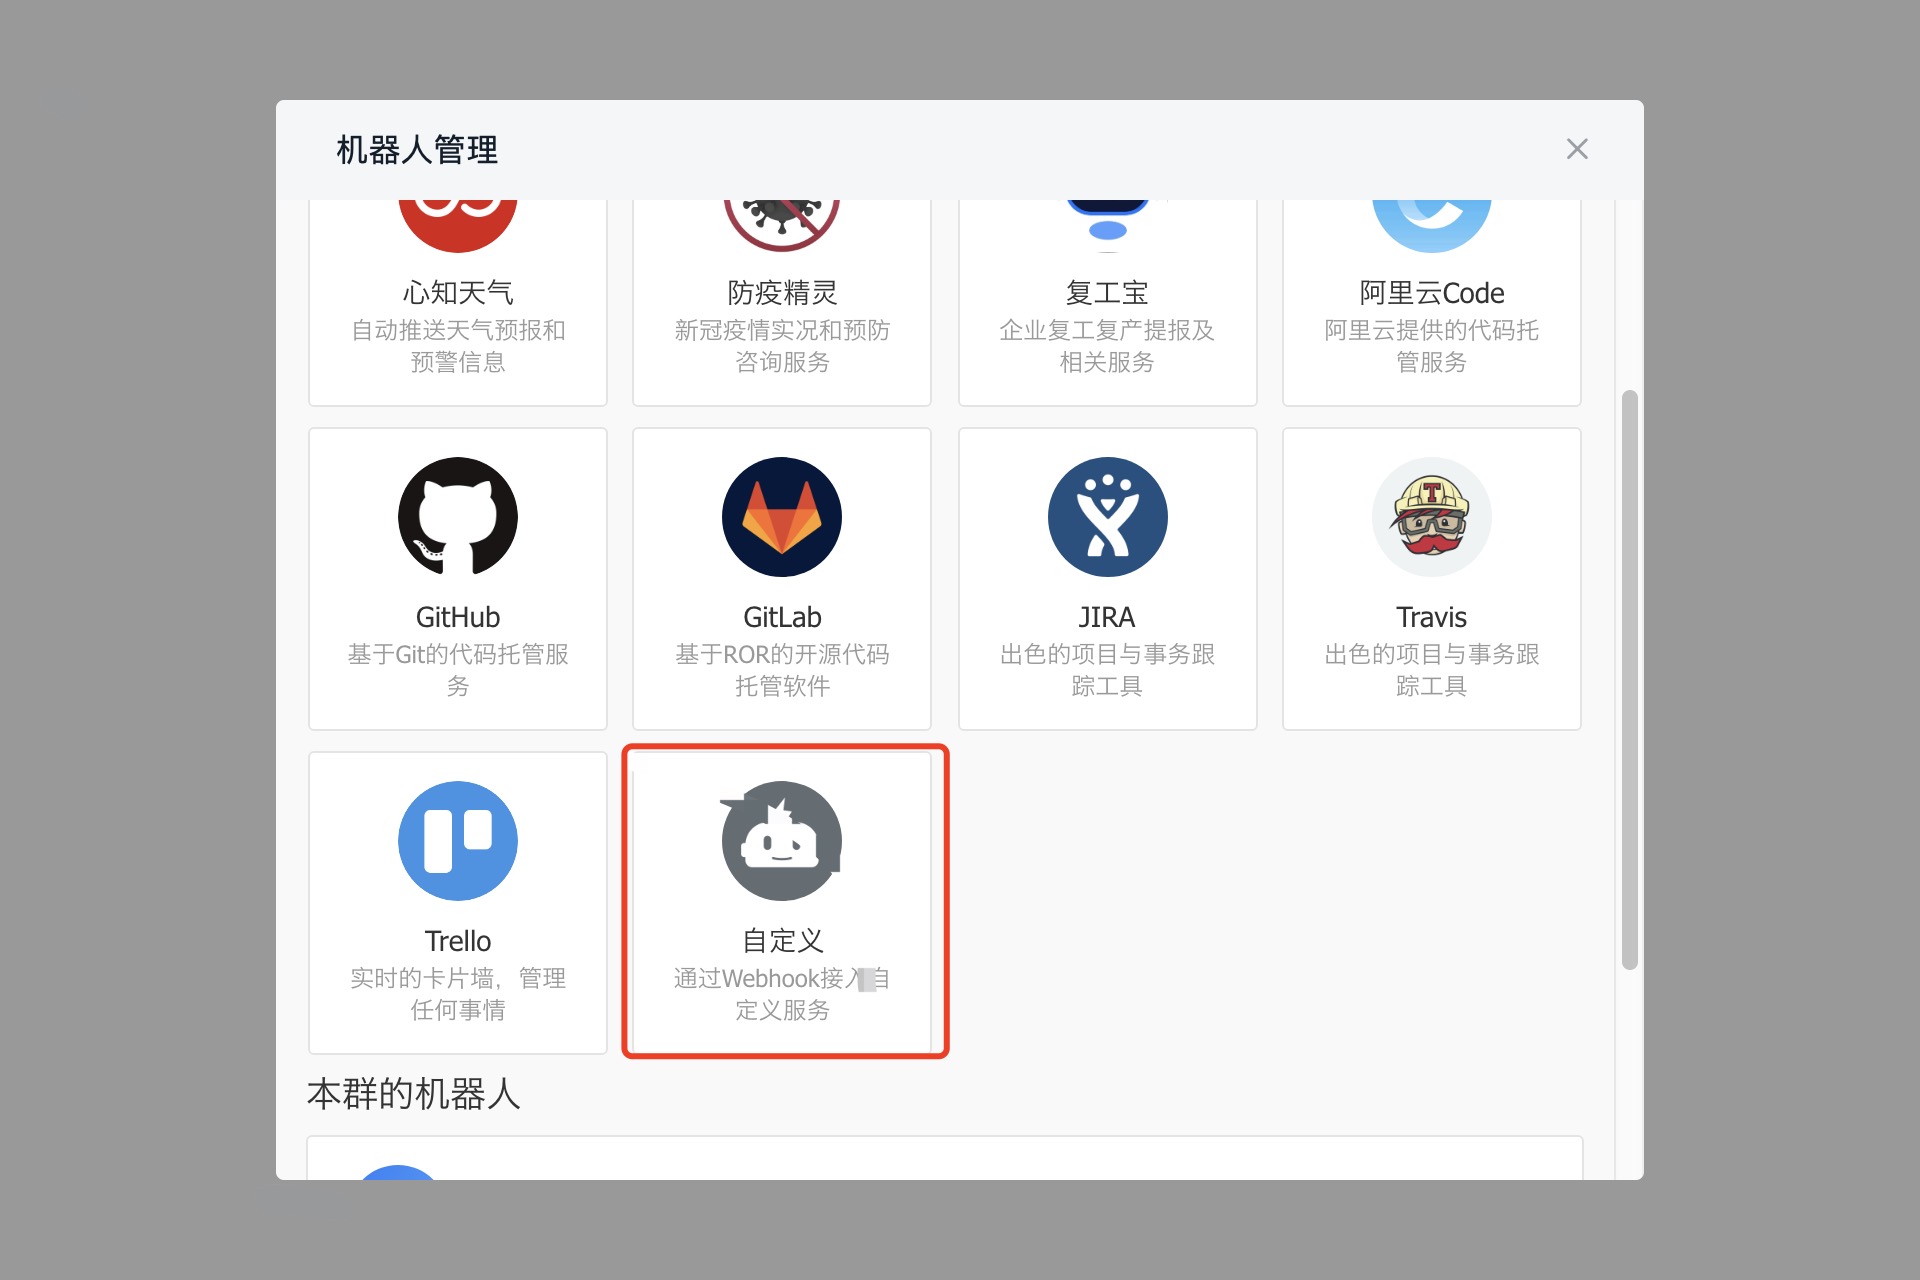 机器人管理
心知天气
自动推送天气预报和
预警信息
防疫精灵
新冠疫情实况和预防
咨询服务
复工宝
企业复工复产提报及
相关服务
阿里云Code
阿里云提供的代码托
管服务
GitHub
基于Git的代码托管服
务
GitLab
基于ROR的开源代码
托管软件
JIRA
出色的项目与事务跟
踪工具
Travis
出色的项目与事务跟
踪工具
Trello
实时的卡片墙，管理
任何事情
自定义
通过Webhook接入自
定义服务
本群的机器人